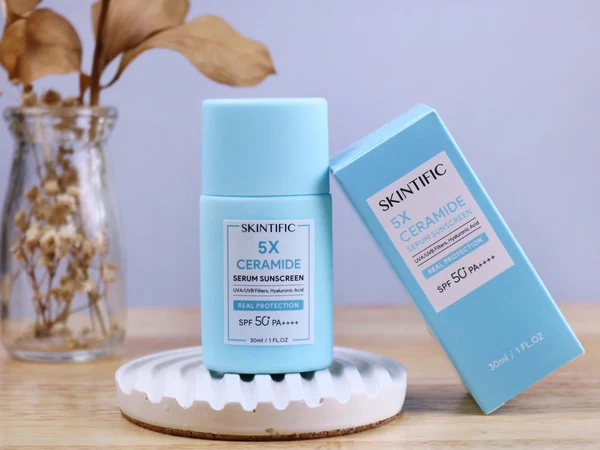 SKINTIFIC
5X
CERAMIDE
SERUM SUNSCREEN
UVA/UVB Filters, Hyaluronic Acid
REAL PROTECTION
SPF 50+ PA++++
30ml / 1 FL.OZ
SKINTIFIC
5X
CERAMIDE
SERUM SUNSCREEN
UVA/UVB Filters, Hyaluronic Acid
REAL PROTECTION
SPF 50+ PA++++
30ml / 1 FL.OZ